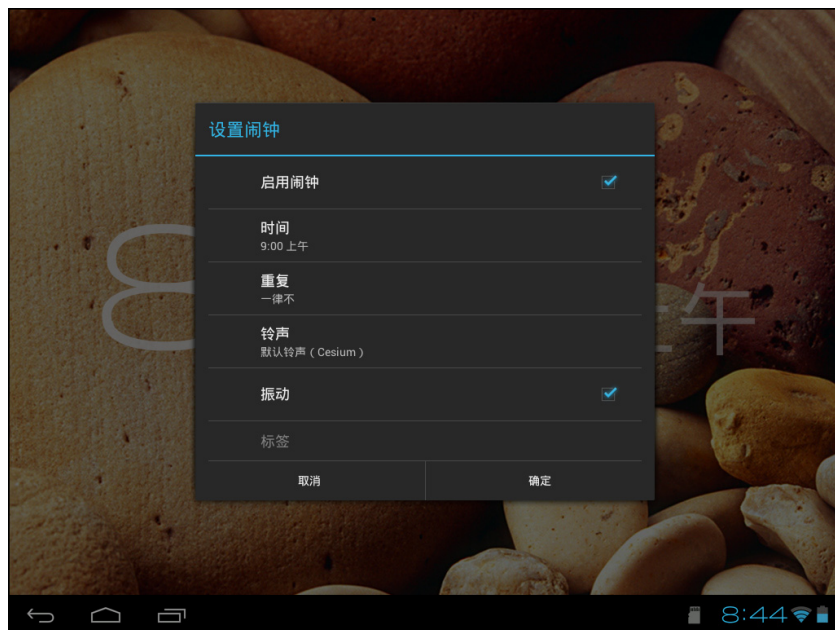 设置闹钟
启用闹钟
时间
9:00 上午
重复
一律不
铃声
默认铃声 ( Cesium )
振动
标签
取消
确定
8:44